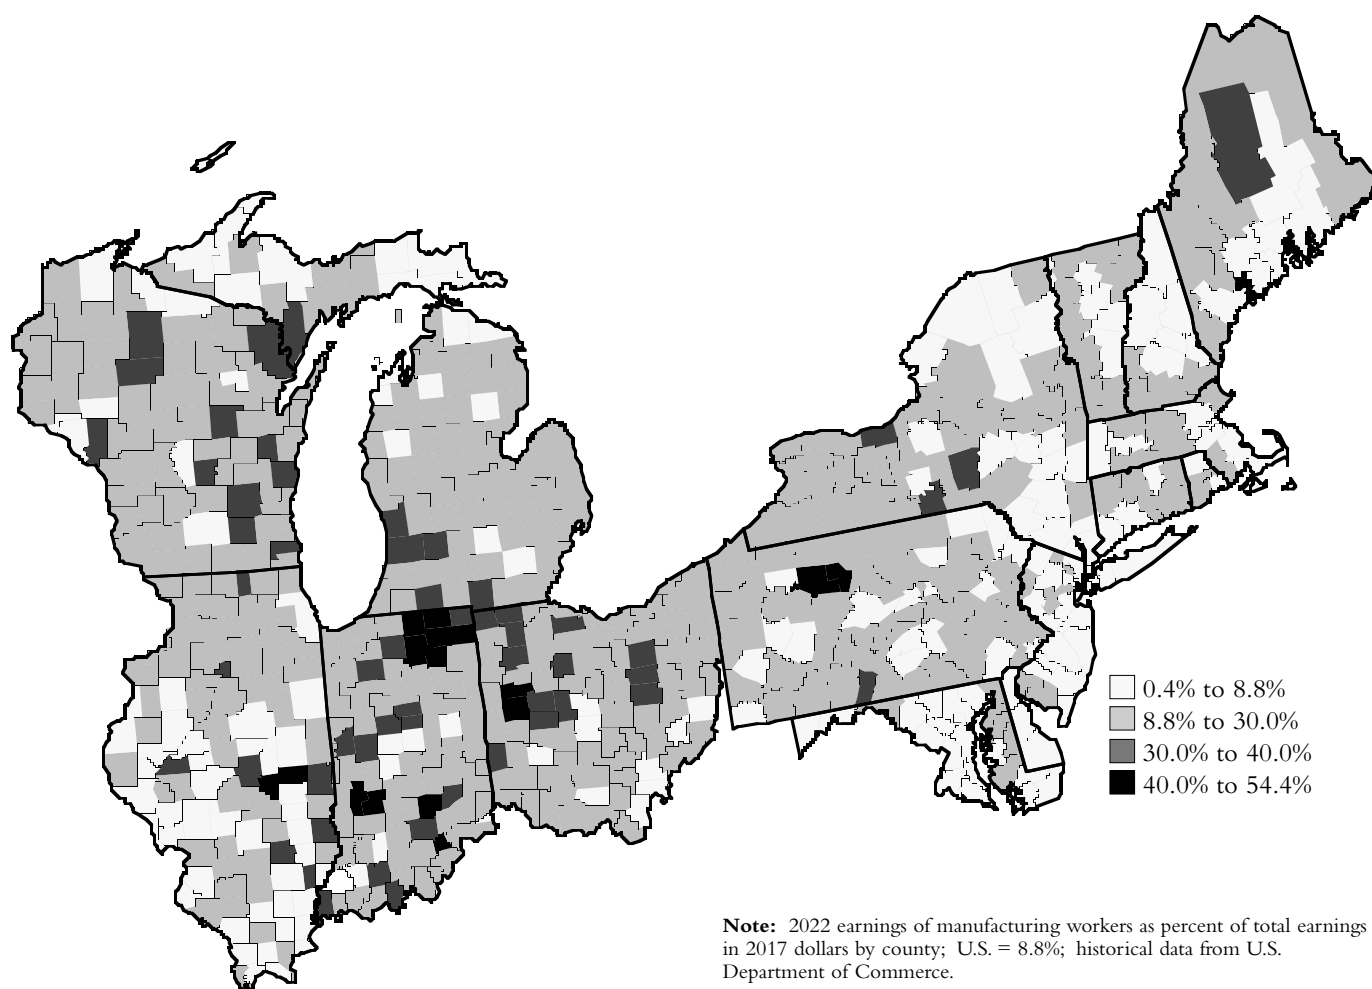 0.4% to 8.8%
8.8% to 30.0%
30.0% to 40.0%
40.0% to 54.4%
Note: 2022 earnings of manufacturing workers as percent of total earnings
in 2017 dollars by county; U.S. = 8.8%; historical data from U.S.
Department of Commerce.